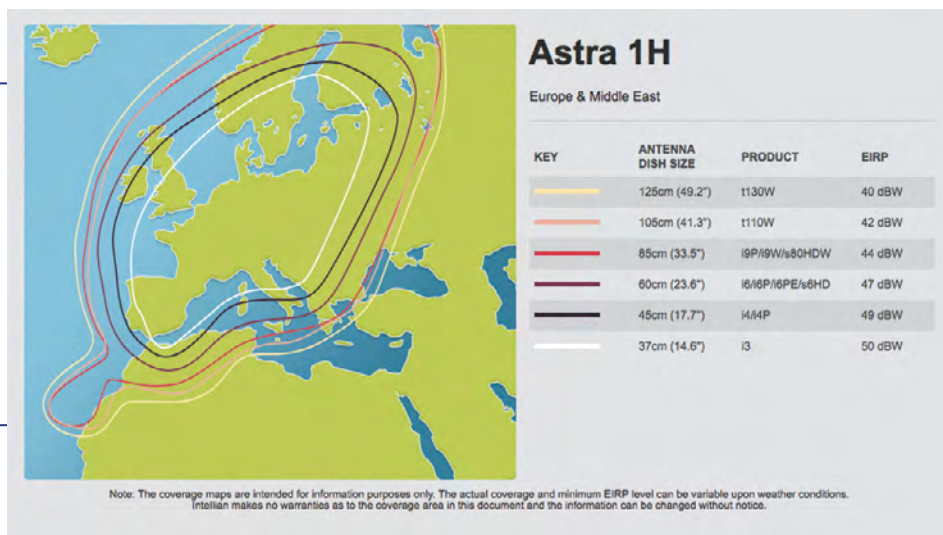 Astra 1H
Europe & Middle East
KEY ANTENNA DISH SIZE PRODUCT EIRP
125cm (49.2") t130W 40 dBW
105cm (41.3") t110W 42 dBW
85cm (33.5") i9P/i9W/s80HDW 44 dBW
60cm (23.6") i6/i6P/i6PE/s6HD 47 dBW
45cm (17.7") i4/i4P 49 dBW
37cm (14.6") i3 50 dBW
Note: The coverage maps are intended for information purposes only. The actual coverage and minimum EIRP level can be variable upon weather conditions.
Intellian makes no warranties as to the coverage area in this document and the information can be changed without notice.